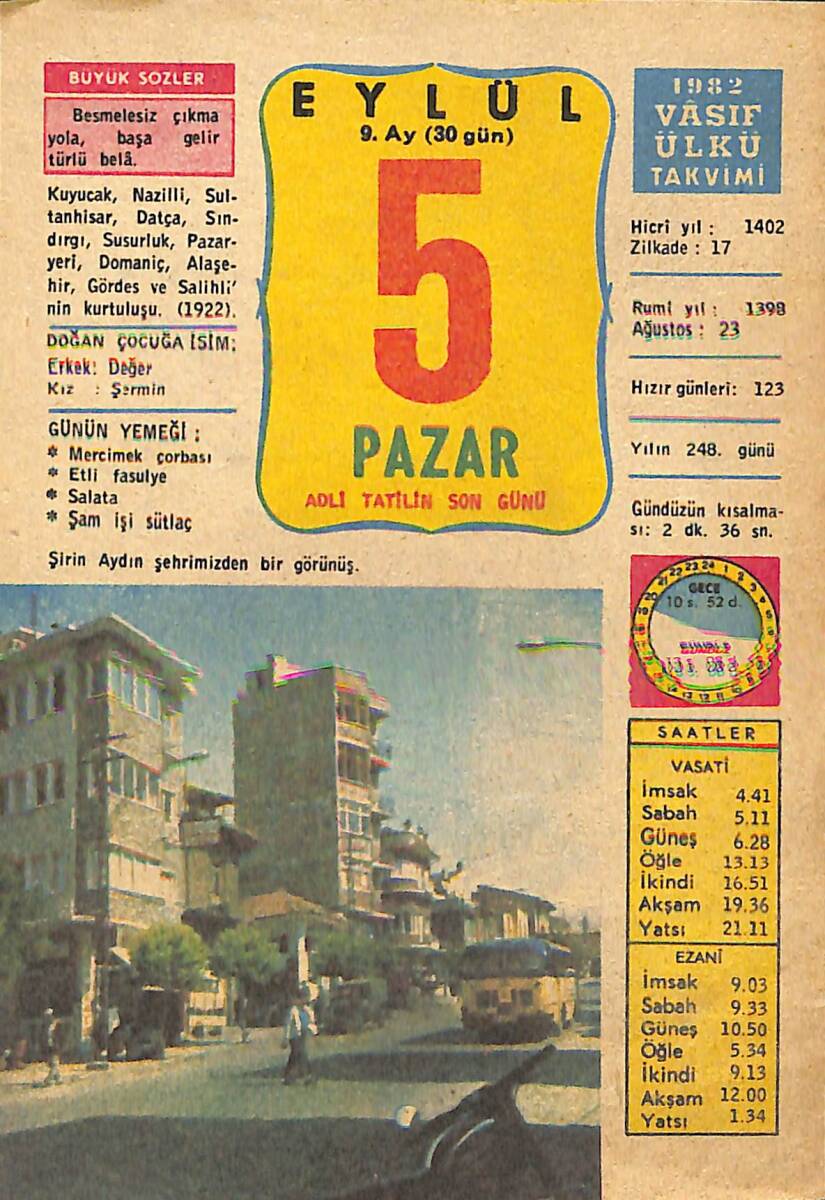 BÜYÜK SÖZLER
Besmelesiz çıkma
yola, başa gelir
türlü belâ.
Kuyucak, Nazilli, Sul-
tanhisar, Datça, Sın-
dırgı, Susurluk, Pazar-
yeri, Domaniç, Alaşe-
hir, Gördes ve Salihli'
nin kurtuluşu. (1922).
DOĞAN ÇOCUĞA İSİM:
Erkek: Değer
Kız : Şermin
GÜNÜN YEMEĞİ :
* Mercimek çorbası
* Etli fasulye
* Salata
* Şam işi sütlaç
EYLÜL
9. Ay (30 gün)
5
PAZAR
ADLİ TATİLİN SON GÜNÜ
1982
VÂSIF
ÜLKÜ
TAKVİMİ
Hicrî yıl : 1402
Zilkade : 17
Rumî yıl : 1398
Ağustos : 23
Hızır günleri: 123
Yılın 248. günü
Gündüzün kısalma-
sı: 2 dk. 36 sn.
Şirin Aydın şehrimizden bir görünüş.
GECE
10 s. 52 d.
SAATLER
VASATİ
İmsak 4.41
Sabah 5.11
Güneş 6.28
Öğle 13.13
İkindi 16.51
Akşam 19.36
Yatsı 21.11
EZANİ
İmsak 9.03
Sabah 9.33
Güneş 10.50
Öğle 5.34
İkindi 9.13
Akşam 12.00
Yatsı 1.34